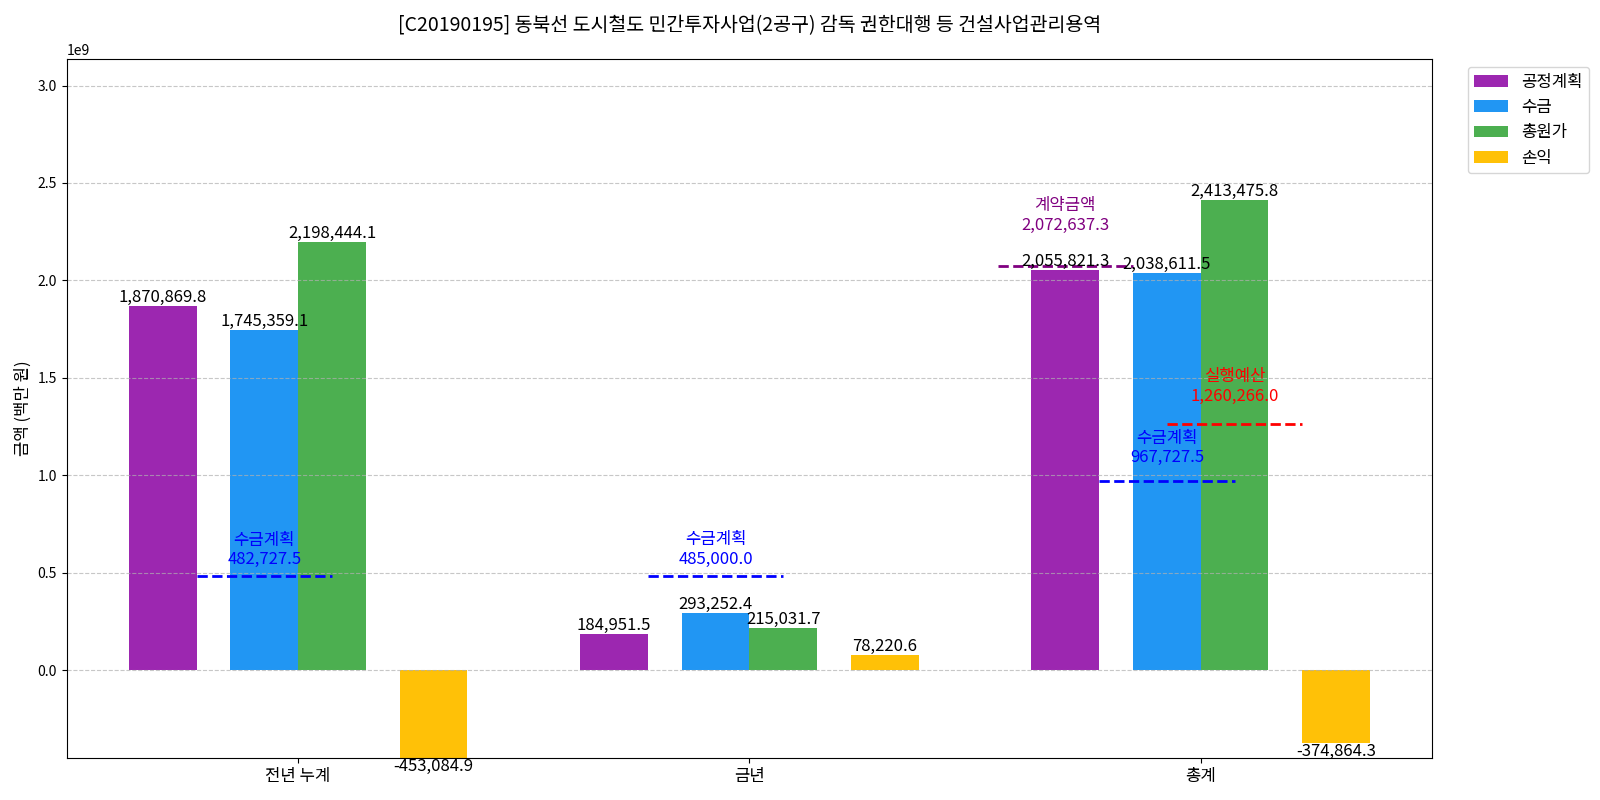 [C20190195] 동북선 도시철도 민간투자사업(2공구) 감독 권한대행 등 건설사업관리용역
1e9
금액 (백만 원)
3.0
2.5
2.0
1.5
1.0
0.5
0.0
1,870,869.8
1,745,359.1
2,198,444.1
-453,084.9
수금계획
482,727.5
184,951.5
293,252.4
215,031.7
78,220.6
수금계획
485,000.0
계약금액
2,072,637.3
2,055,821.3
2,038,611.5
2,413,475.8
-374,864.3
실행예산
1,260,266.0
수금계획
967,727.5
전년 누계
금년
총계
공정계획
수금
총원가
손익